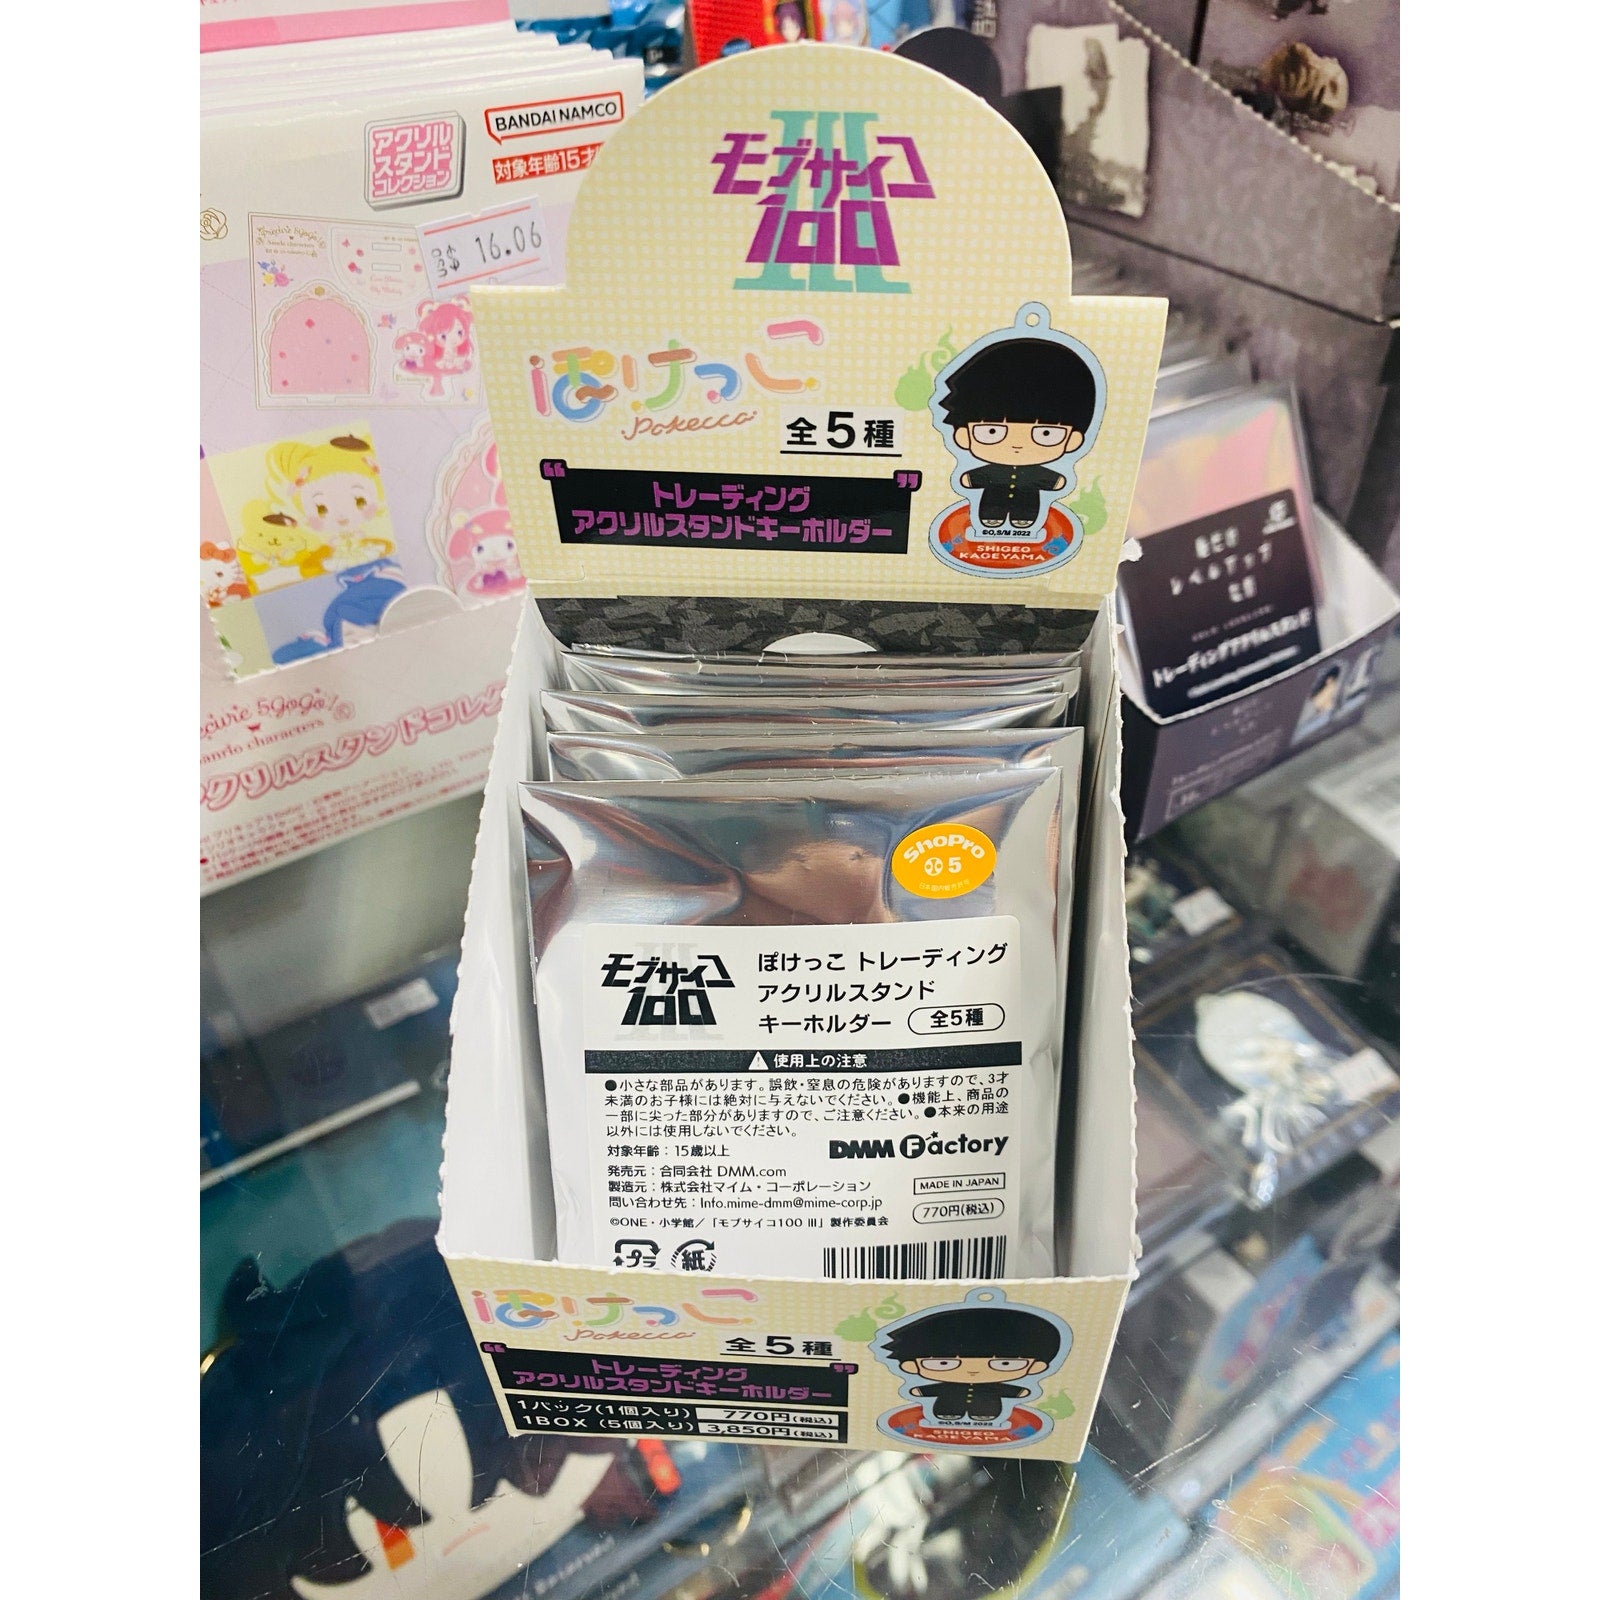 BANDAI NAMCO
アクリル
スタンド
コレクション
対象年齢15才
$ 16.06
モブサイコ
100
III
ぽけっこ
Pokecco
全5種
トレーディング
アクリルスタンドキーホルダー
©O,S/M 2022
SHIGEO
KAGEYAMA
トレーディングアクリルスタンド
ShoPro
5
モブサイコ
100
III
ぽけっこ トレーディング
アクリルスタンド
キーホルダー 全5種
使用上の注意
●小さな部品があります。誤飲・窒息の危険がありますので、3才
未満のお子様には絶対に与えないでください。●機能上、商品の
一部に尖った部分がありますので、ご注意ください。●本来の用途
以外には使用しないでください。
対象年齢：15歳以上
DMM Factory
発売元：合同会社 DMM.com
製造元：株式会社マイム・コーポレーション
問い合わせ先：Info.mime-dmm@mime-corp.jp
MADE IN JAPAN
770円(税込)
©ONE・小学館／「モブサイコ100 III」製作委員会
プラ
紙
ぽけっこ
Pokecco
全5種
トレーディング
アクリルスタンドキーホルダー
1パック(1個入り) 770円(税込)
1BOX (5個入り) 3,850円(税込)
©O,S/M 2022
SHIGEO
KAGEYAMA